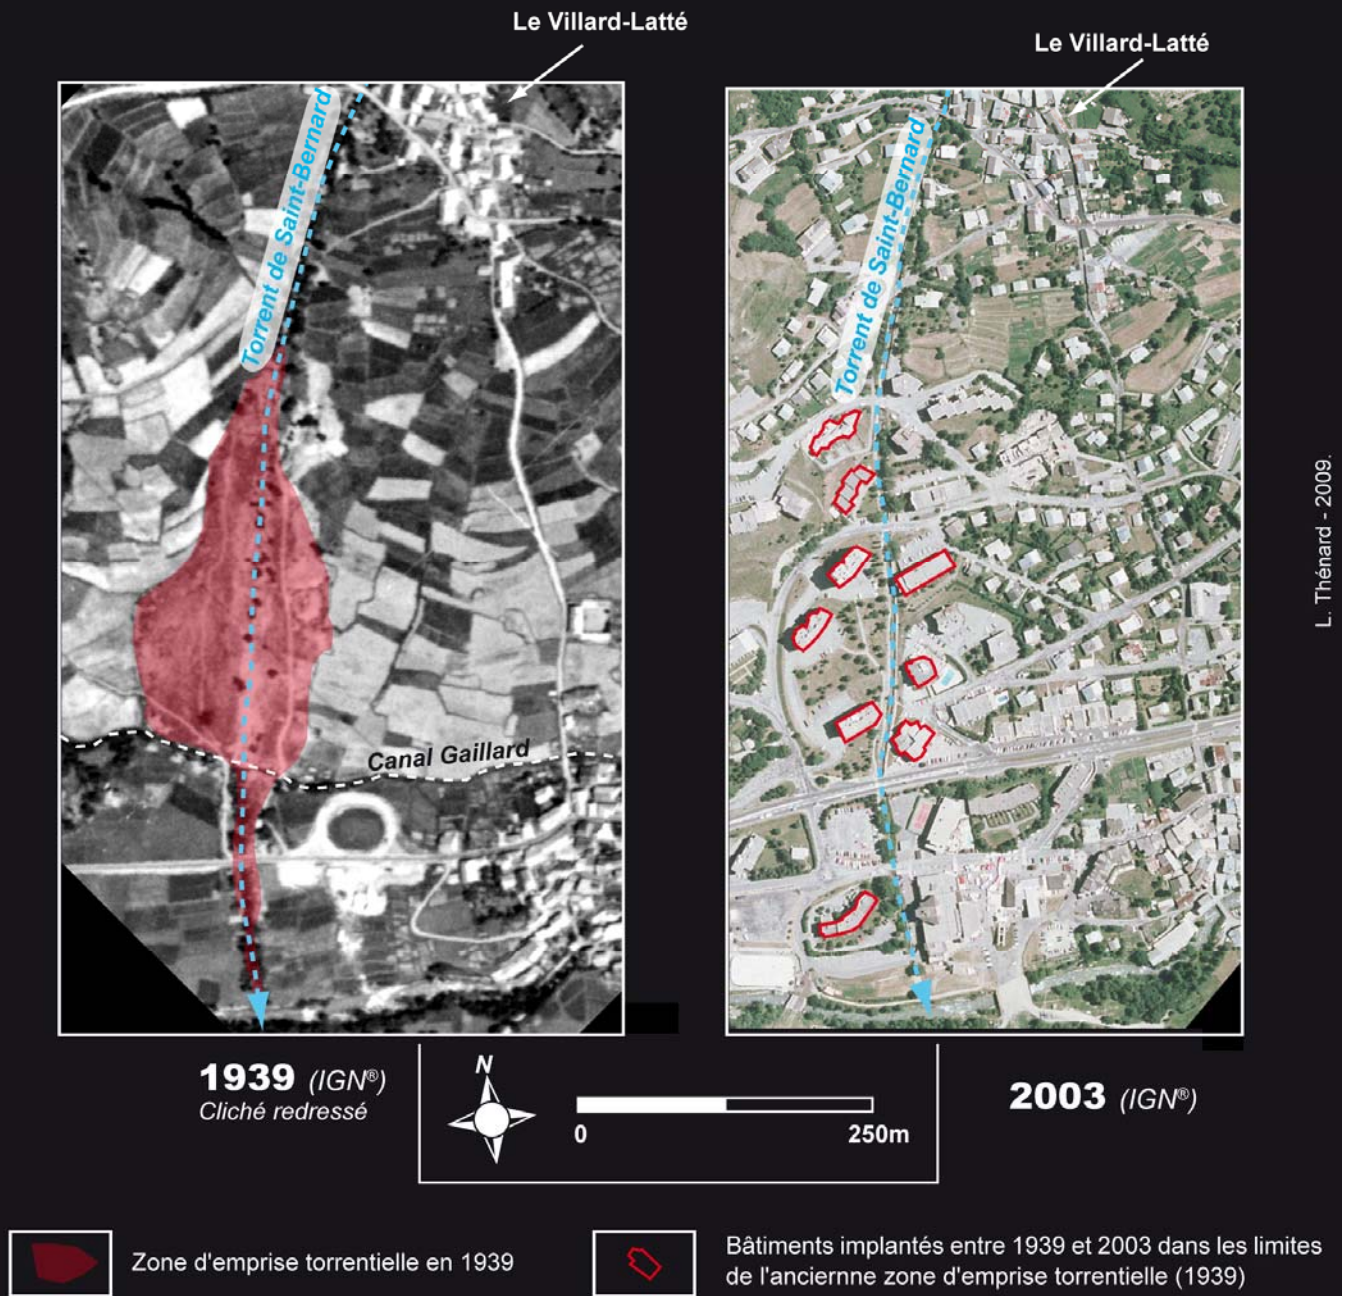 Le Villard-Latté
Le Villard-Latté
Torrent de Saint-Bernard
Torrent de Saint-Bernard
Canal Gaillard
L. Thénard - 2009.
1939 (IGN®)
Cliché redressé
N
0 250m
2003 (IGN®)
Zone d'emprise torrentielle en 1939
Bâtiments implantés entre 1939 et 2003 dans les limites
de l'anciernne zone d'emprise torrentielle (1939)